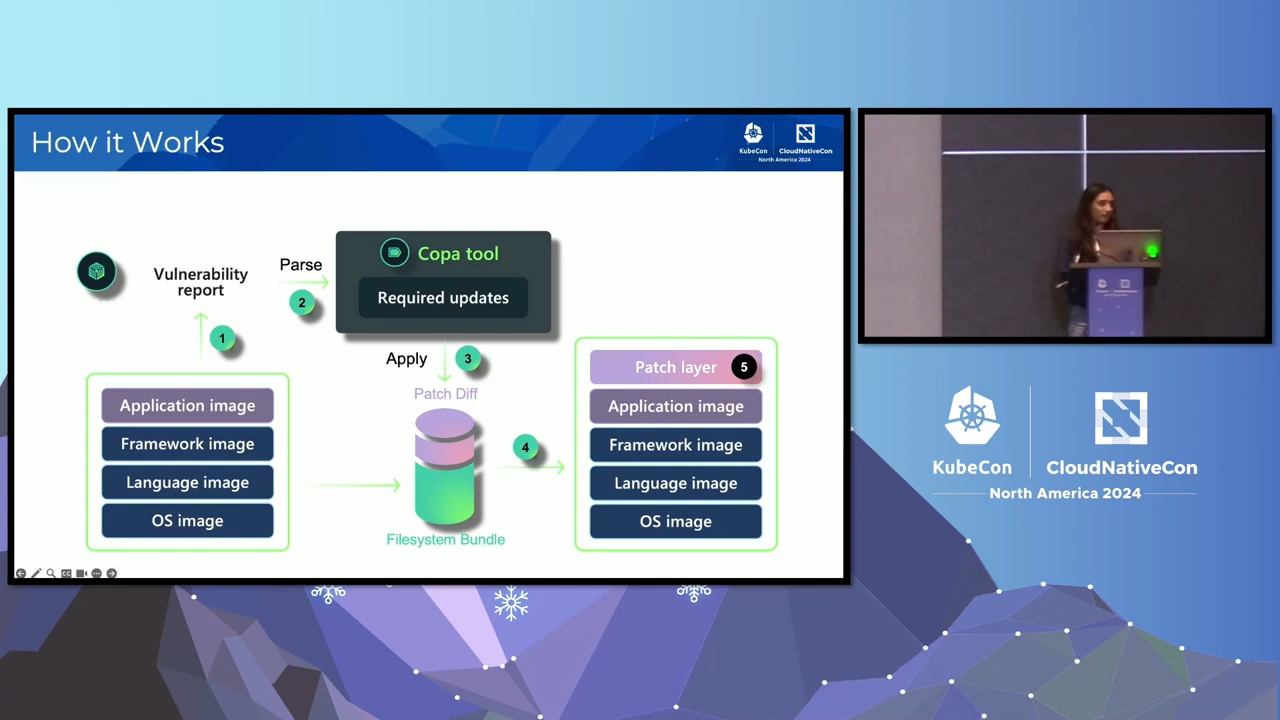 How it Works
KubeCon
CloudNativeCon
North America 2024
Vulnerability
report
Parse
2
1
Copa tool
Required updates
Apply
3
Patch Diff
Filesystem Bundle
4
Application image
Framework image
Language image
OS image
Patch layer
5
Application image
Framework image
Language image
OS image
KubeCon
CloudNativeCon
North America 2024